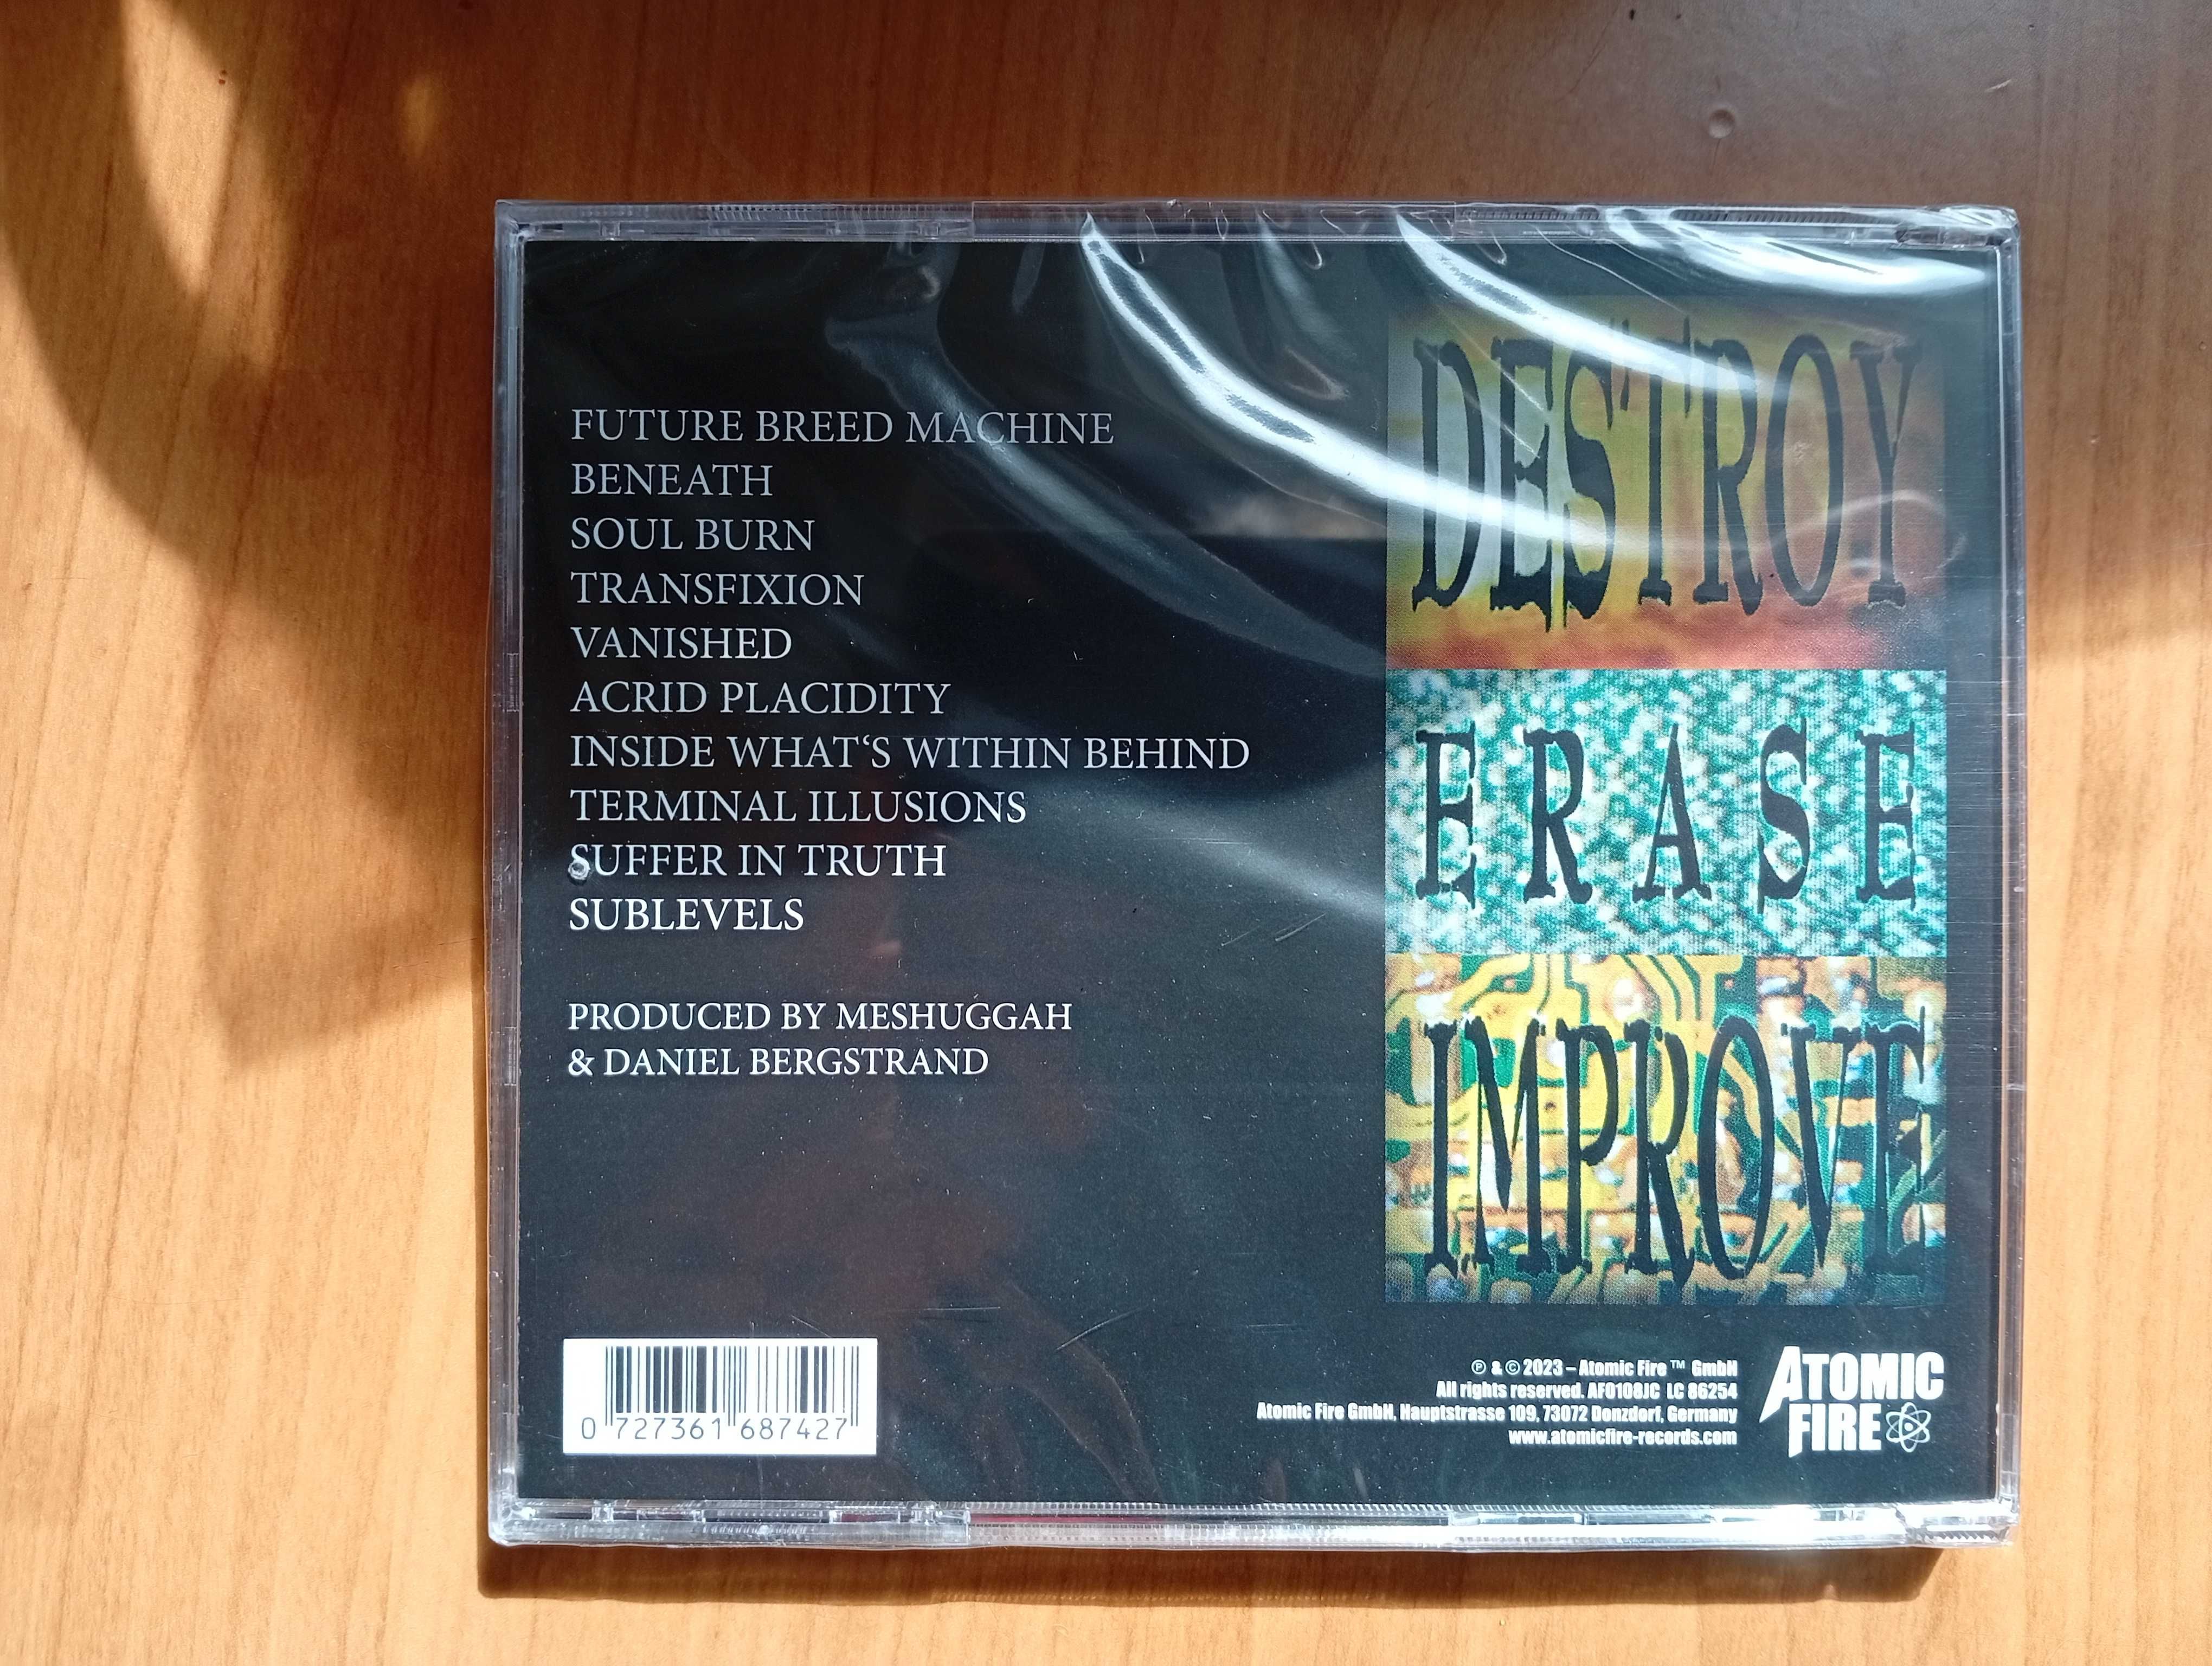 FUTURE BREED MACHINE
BENEATH
SOUL BURN
TRANSFIXION
VANISHED
ACRID PLACIDITY
INSIDE WHAT‘S WITHIN BEHIND
TERMINAL ILLUSIONS
SUFFER IN TRUTH
SUBLEVELS
PRODUCED BY MESHUGGAH
& DANIEL BERGSTRAND
DESTROY
ERASE
IMPROVE
0 727361 687427
℗ & © 2023 – Atomic Fire ™ GmbH
All rights reserved. AF0108JC LC 86254
Atomic Fire GmbH, Hauptstrasse 109, 73072 Donzdorf, Germany
www.atomicfire-records.com
ATOMIC
FIRE